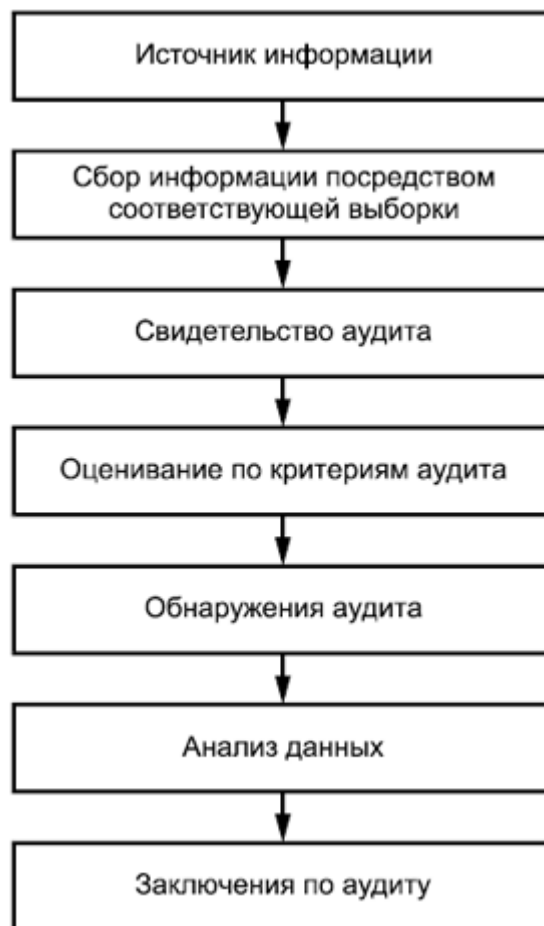 Источник информации
Сбор информации посредством
соответствующей выборки
Свидетельство аудита
Оценивание по критериям аудита
Обнаружения аудита
Анализ данных
Заключения по аудиту